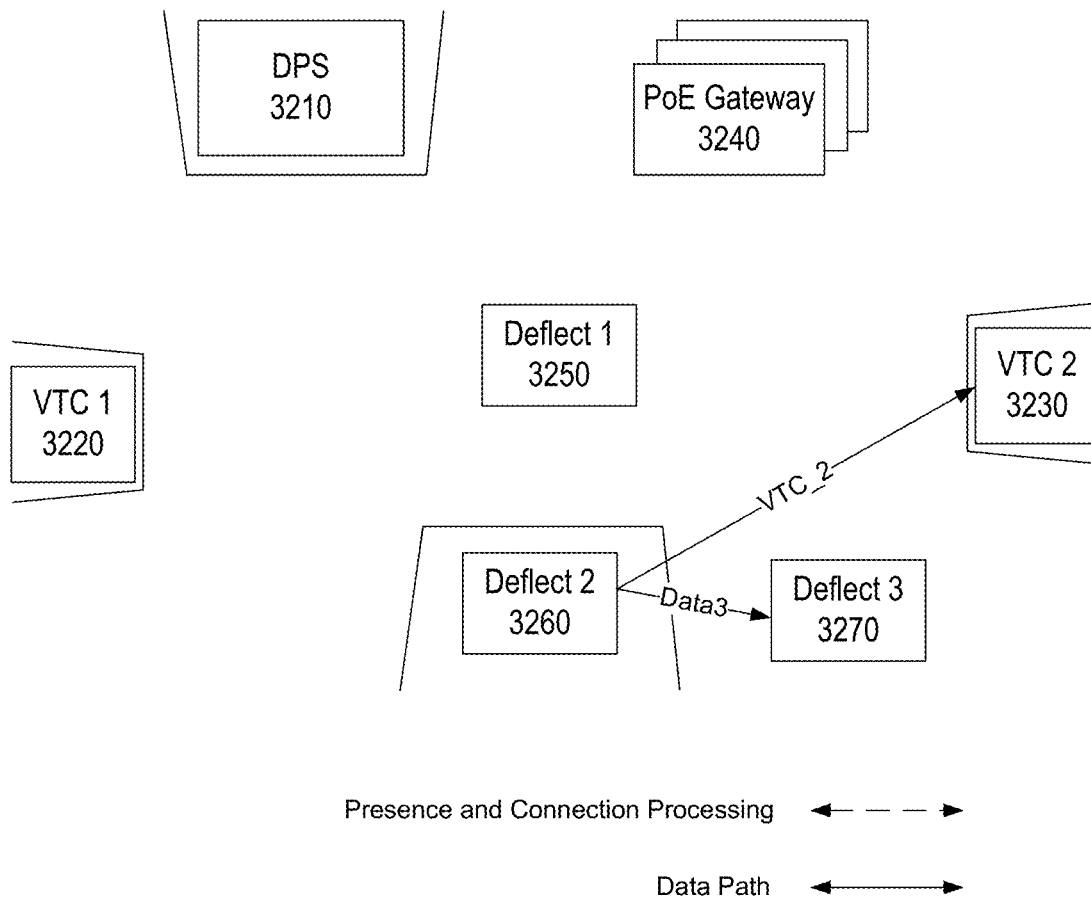 DPS
3210
PoE Gateway
3240
Deflect 1
3250
VTC 1
3220
VTC 2
3230
VTC_2
Deflect 2
3260
Data3
Deflect 3
3270
Presence and Connection Processing
Data Path